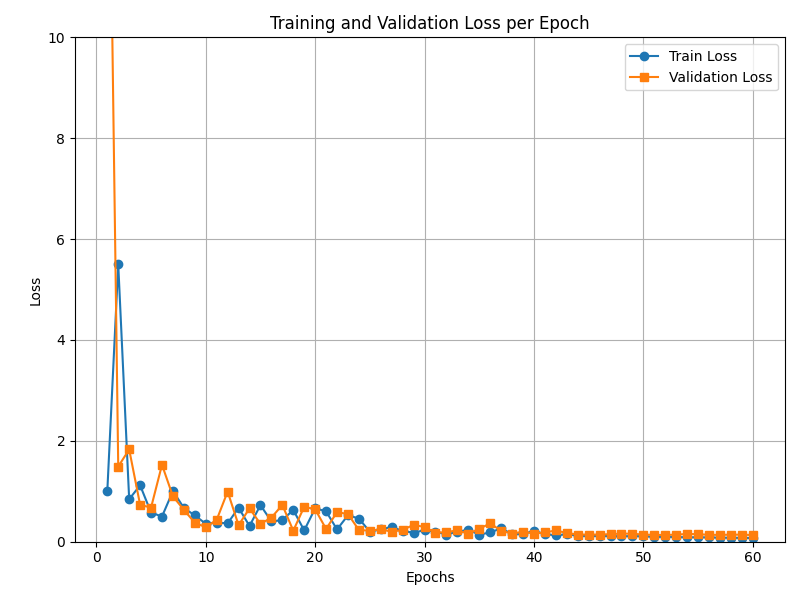 Training and Validation Loss per Epoch
Train Loss
Validation Loss
Loss
10
8
6
4
2
0
0 10 20 30 40 50 60
Epochs